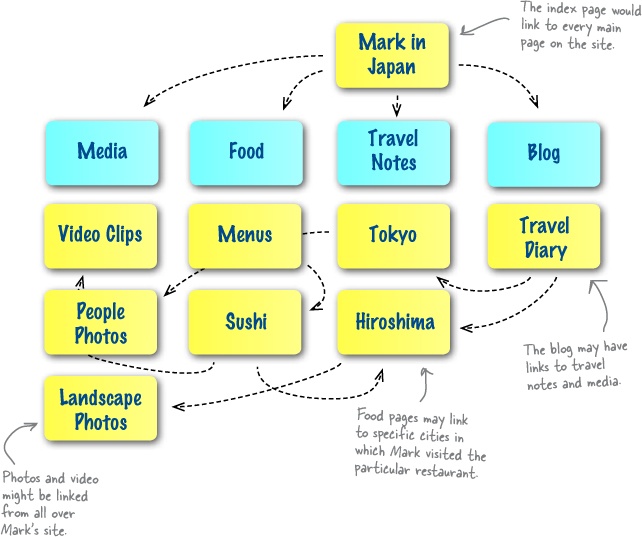 The index page would
link to every main
page on the site.
Mark in
Japan
Media
Food
Travel
Notes
Blog
Video Clips
Menus
Tokyo
Travel
Diary
People
Photos
Sushi
Hiroshima
The blog may have
links to travel
notes and media.
Landscape
Photos
Food pages may link
to specific cities in
which Mark visited the
particular restaurant.
Photos and video
might be linked
from all over
Mark's site.